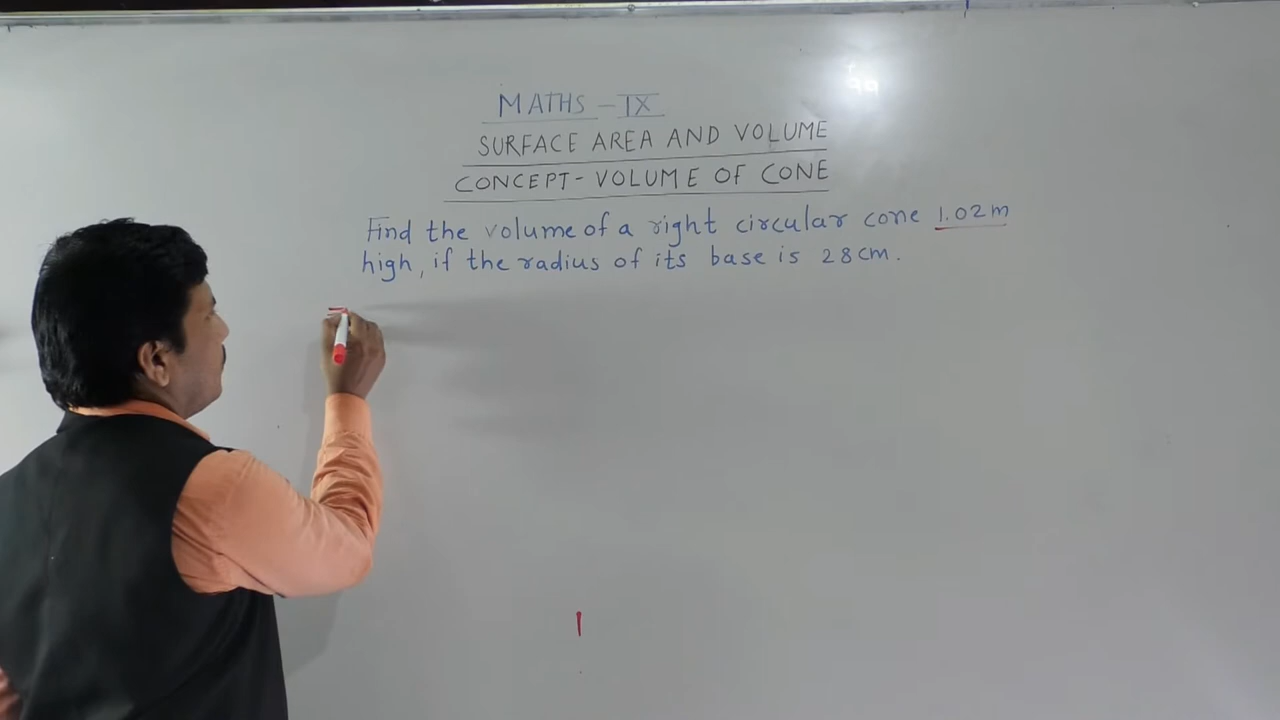 MATHS - IX
SURFACE AREA AND VOLUME
CONCEPT- VOLUME OF CONE
Find the volume of a right circular cone 1.02m
high, if the radius of its base is 28cm.